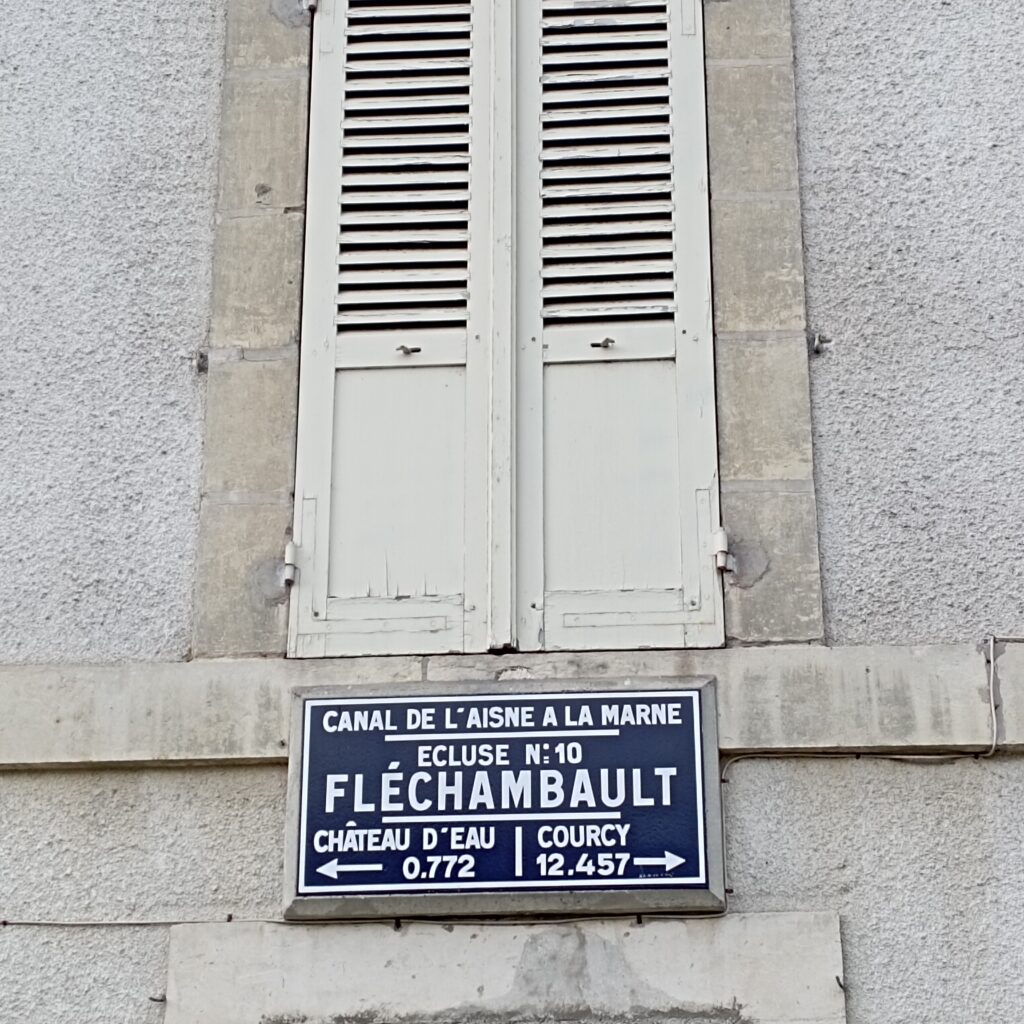 CANAL DE L'AISNE A LA MARNE
ECLUSE N° 10
FLÉCHAMBAULT
CHÂTEAU D'EAU
0.772
COURCY
12.457